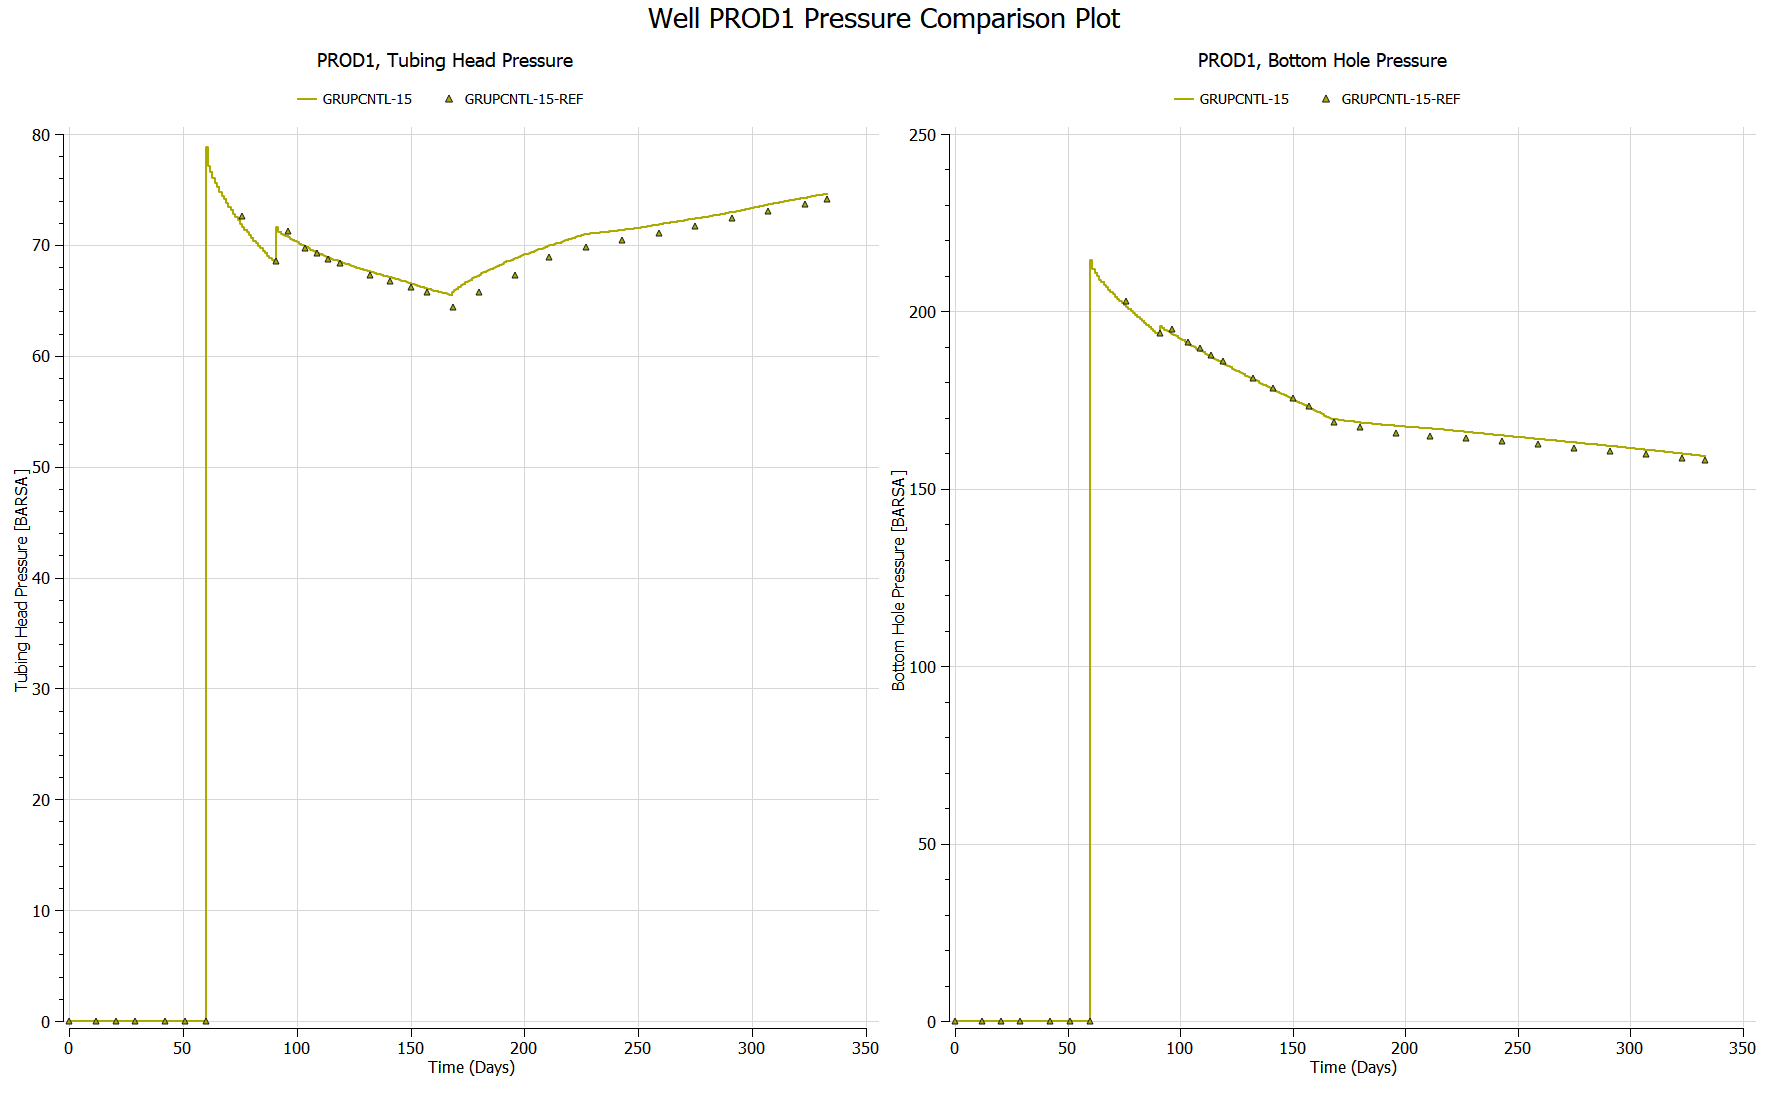 Well PROD1 Pressure Comparison Plot
PROD1, Tubing Head Pressure
GRUPCNTL-15 GRUPCNTL-15-REF
80
70
60
50
40
30
20
10
0
Tubing Head Pressure [BARSA]
0 50 100 150 200 250 300 350
Time (Days)
PROD1, Bottom Hole Pressure
GRUPCNTL-15 GRUPCNTL-15-REF
250
200
150
100
50
0
Bottom Hole Pressure [BARSA]
0 50 100 150 200 250 300 350
Time (Days)